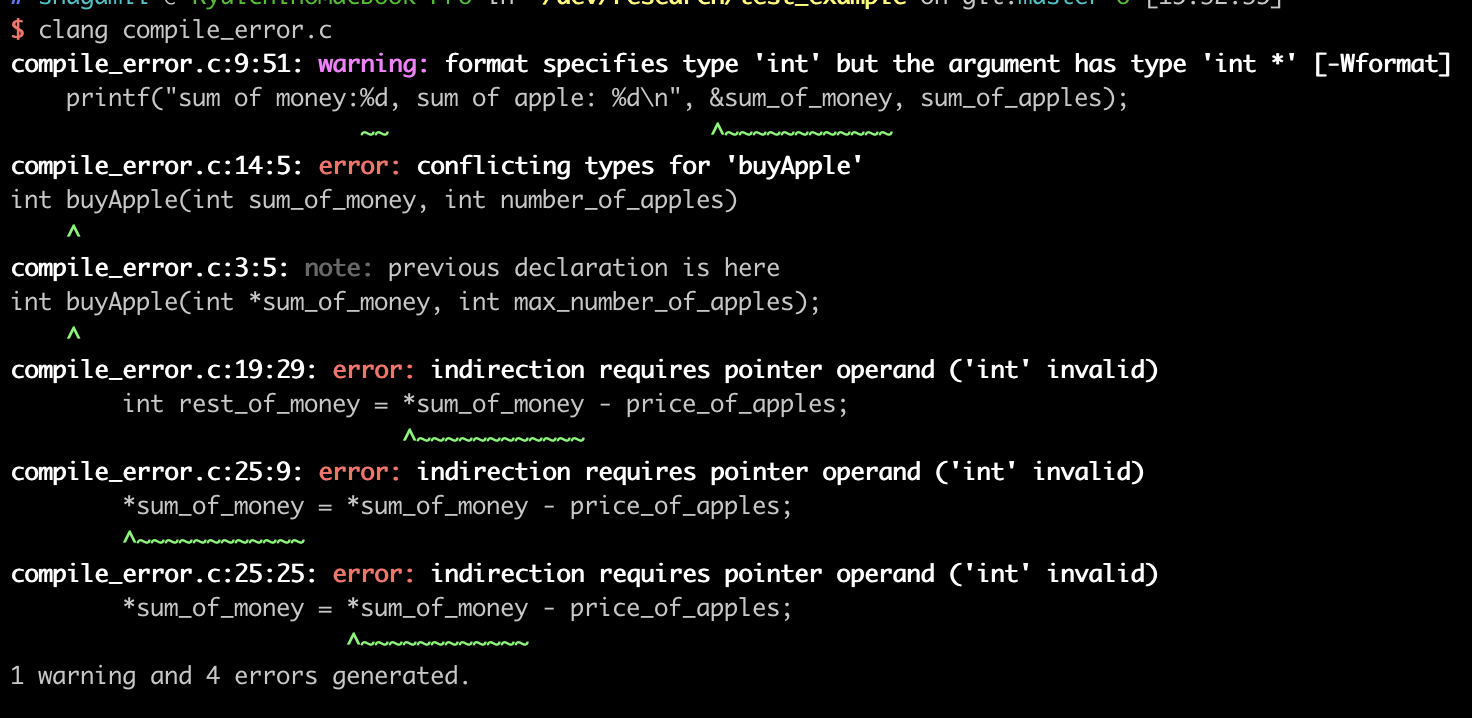 $ clang compile_error.c
compile_error.c:9:51: warning: format specifies type 'int' but the argument has type 'int *' [-Wformat]
    printf("sum of money:%d, sum of apple: %d\n", &sum_of_money, sum_of_apples);
                         ~~                       ^~~~~~~~~~~~~
compile_error.c:14:5: error: conflicting types for 'buyApple'
int buyApple(int sum_of_money, int number_of_apples)
    ^
compile_error.c:3:5: note: previous declaration is here
int buyApple(int *sum_of_money, int max_number_of_apples);
    ^
compile_error.c:19:29: error: indirection requires pointer operand ('int' invalid)
        int rest_of_money = *sum_of_money - price_of_apples;
                            ^~~~~~~~~~~~~
compile_error.c:25:9: error: indirection requires pointer operand ('int' invalid)
        *sum_of_money = *sum_of_money - price_of_apples;
        ^~~~~~~~~~~~~
compile_error.c:25:25: error: indirection requires pointer operand ('int' invalid)
        *sum_of_money = *sum_of_money - price_of_apples;
                        ^~~~~~~~~~~~~
1 warning and 4 errors generated.